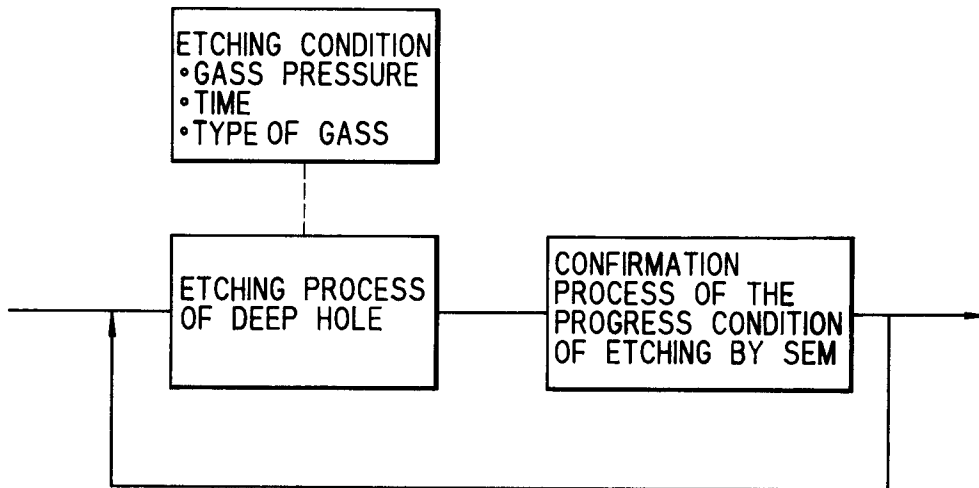 ETCHING CONDITION
•GASS PRESSURE
•TIME
•TYPE OF GASS
ETCHING PROCESS
OF DEEP HOLE
CONFIRMATION
PROCESS OF THE
PROGRESS CONDITION
OF ETCHING BY SEM